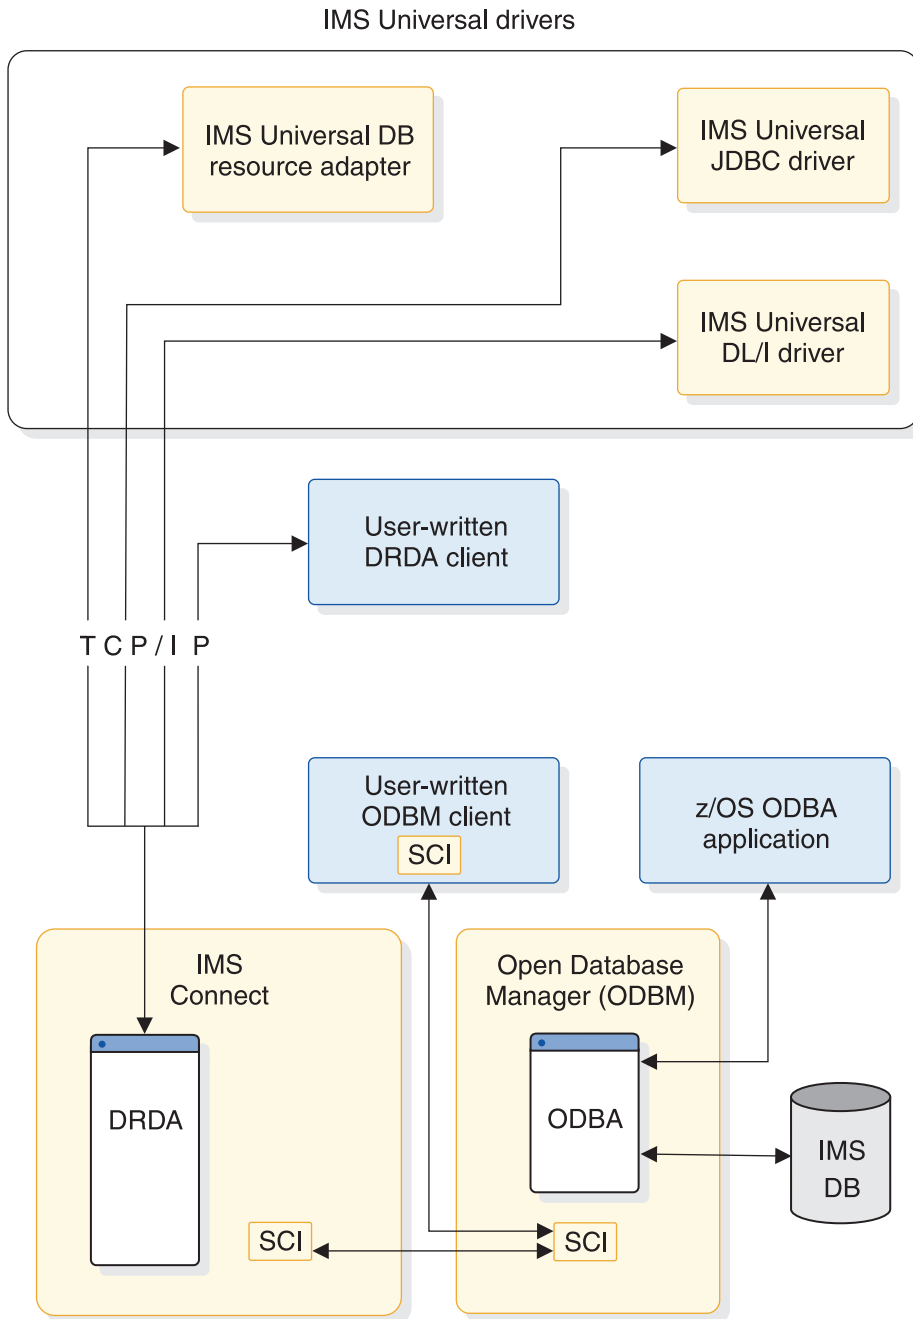 IMS Universal drivers
IMS Universal DB
resource adapter
IMS Universal
JDBC driver
IMS Universal
DL/I driver
User-written
DRDA client
T C P / I P
User-written
ODBM client
SCI
z/OS ODBA
application
IMS
Connect
DRDA
SCI
Open Database
Manager (ODBM)
ODBA
SCI
IMS
DB